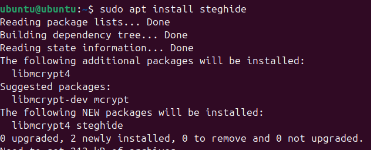 ubuntu@ubuntu:~$ sudo apt install steghide
Reading package lists... Done
Building dependency tree... Done
Reading state information... Done
The following additional packages will be installed:
  libmcrypt4
Suggested packages:
  libmcrypt-dev mcrypt
The following NEW packages will be installed:
  libmcrypt4 steghide
0 upgraded, 2 newly installed, 0 to remove and 0 not upgraded.